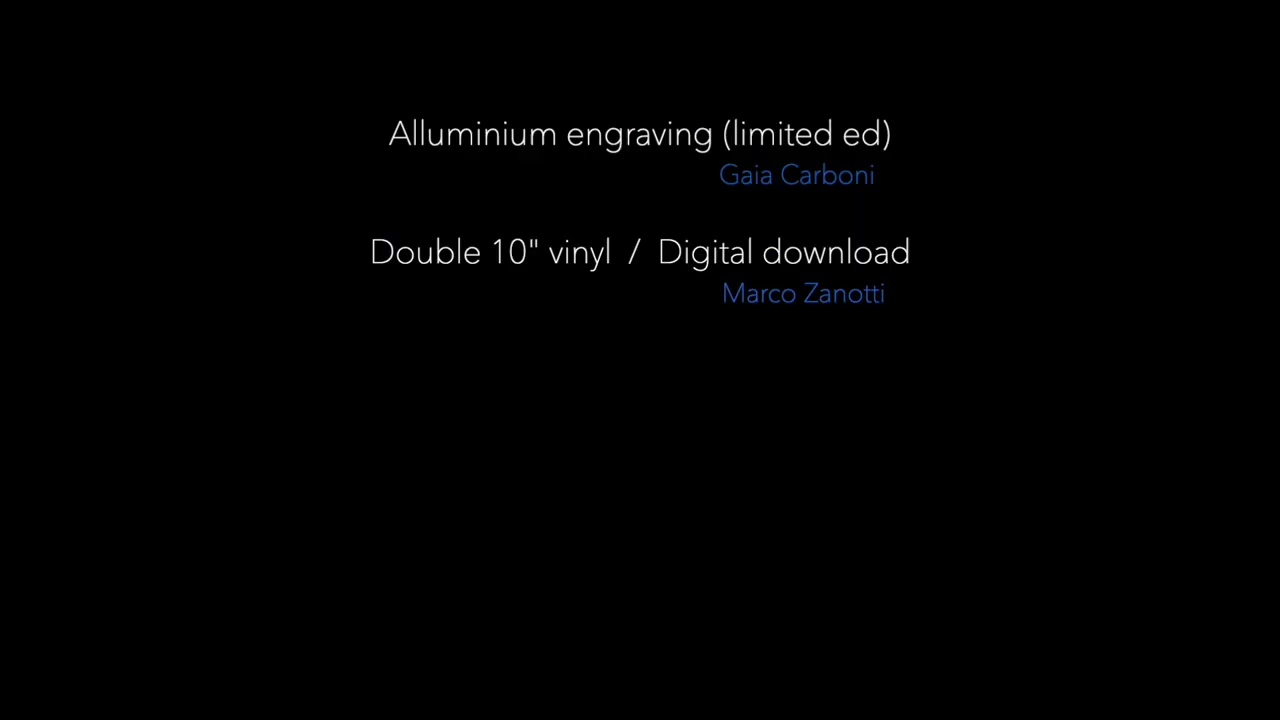 Alluminium engraving (limited ed)
Gaia Carboni
Double 10" vinyl / Digital download
Marco Zanotti